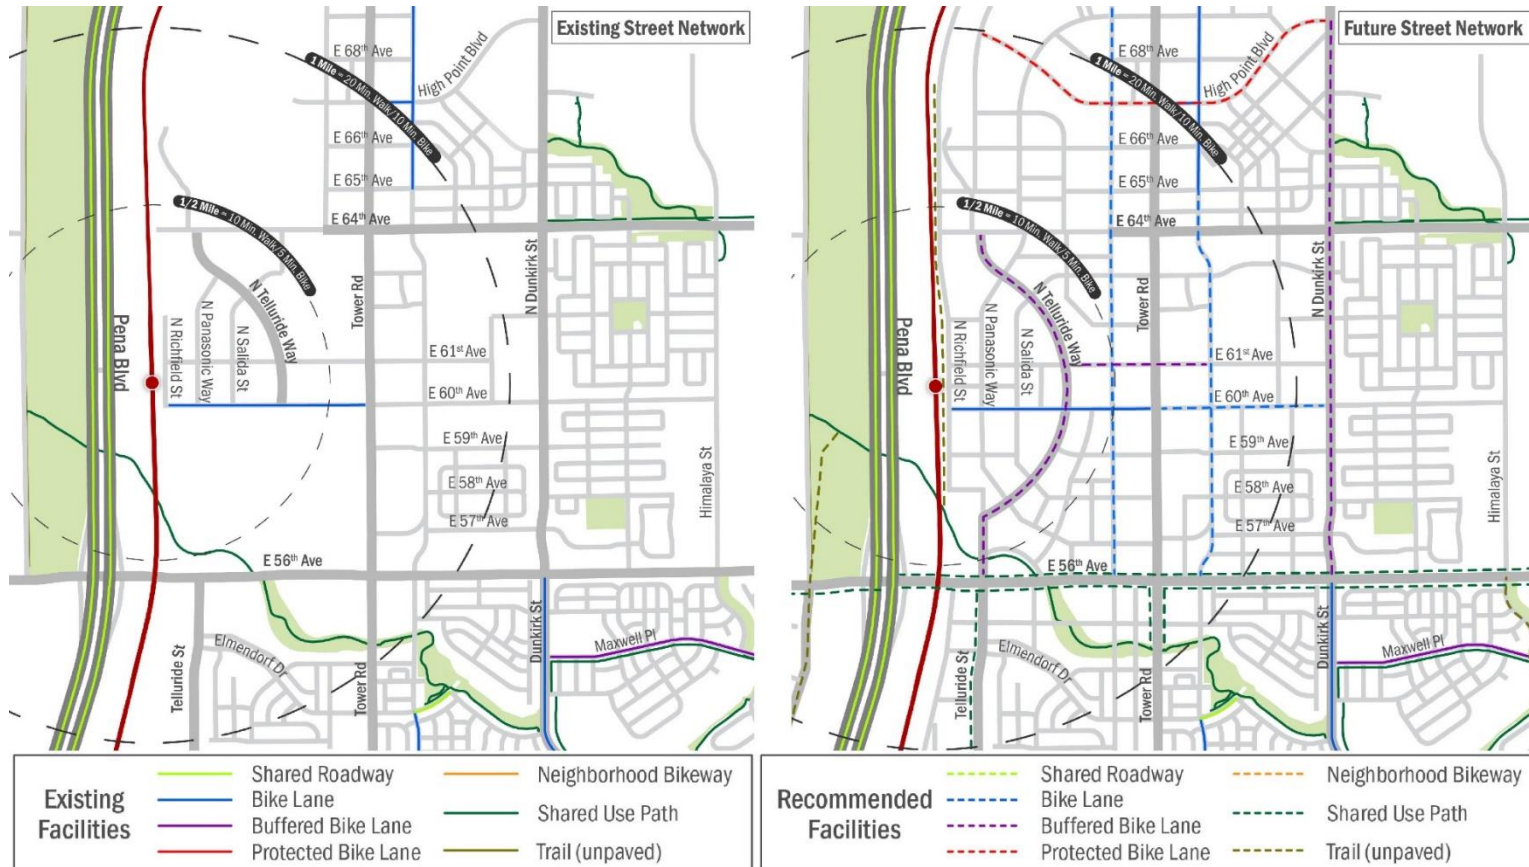 Existing Street Network
E 68th Ave
High Point Blvd
1 Mile = 20 Min. Walk/10 Min. Bike
E 66th Ave
E 65th Ave
1/2 Mile = 10 Min. Walk/5 Min. Bike
E 64th Ave
N Telluride Way
Tower Rd
N Dunkirk St
Pena Blvd
N Richfield St
N Panasonic Way
N Salida St
E 61st Ave
E 60th Ave
E 59th Ave
E 58th Ave
E 57th Ave
Himalaya St
E 56th Ave
Telluride St
Elmendorf Dr
Tower Rd
Dunkirk St
Maxwell Pl
Existing
Facilities
Shared Roadway
Bike Lane
Buffered Bike Lane
Protected Bike Lane
Neighborhood Bikeway
Shared Use Path
Trail (unpaved)
Future Street Network
E 68th Ave
High Point Blvd
1 Mile = 20 Min. Walk/10 Min. Bike
E 66th Ave
E 65th Ave
1/2 Mile = 10 Min. Walk/5 Min. Bike
E 64th Ave
N Telluride Way
Tower Rd
N Dunkirk St
Pena Blvd
N Richfield St
N Panasonic Way
N Salida St
E 61st Ave
E 60th Ave
E 59th Ave
E 58th Ave
E 57th Ave
Himalaya St
E 56th Ave
Telluride St
Elmendorf Dr
Tower Rd
Dunkirk St
Maxwell Pl
Recommended
Facilities
Shared Roadway
Bike Lane
Buffered Bike Lane
Protected Bike Lane
Neighborhood Bikeway
Shared Use Path
Trail (unpaved)